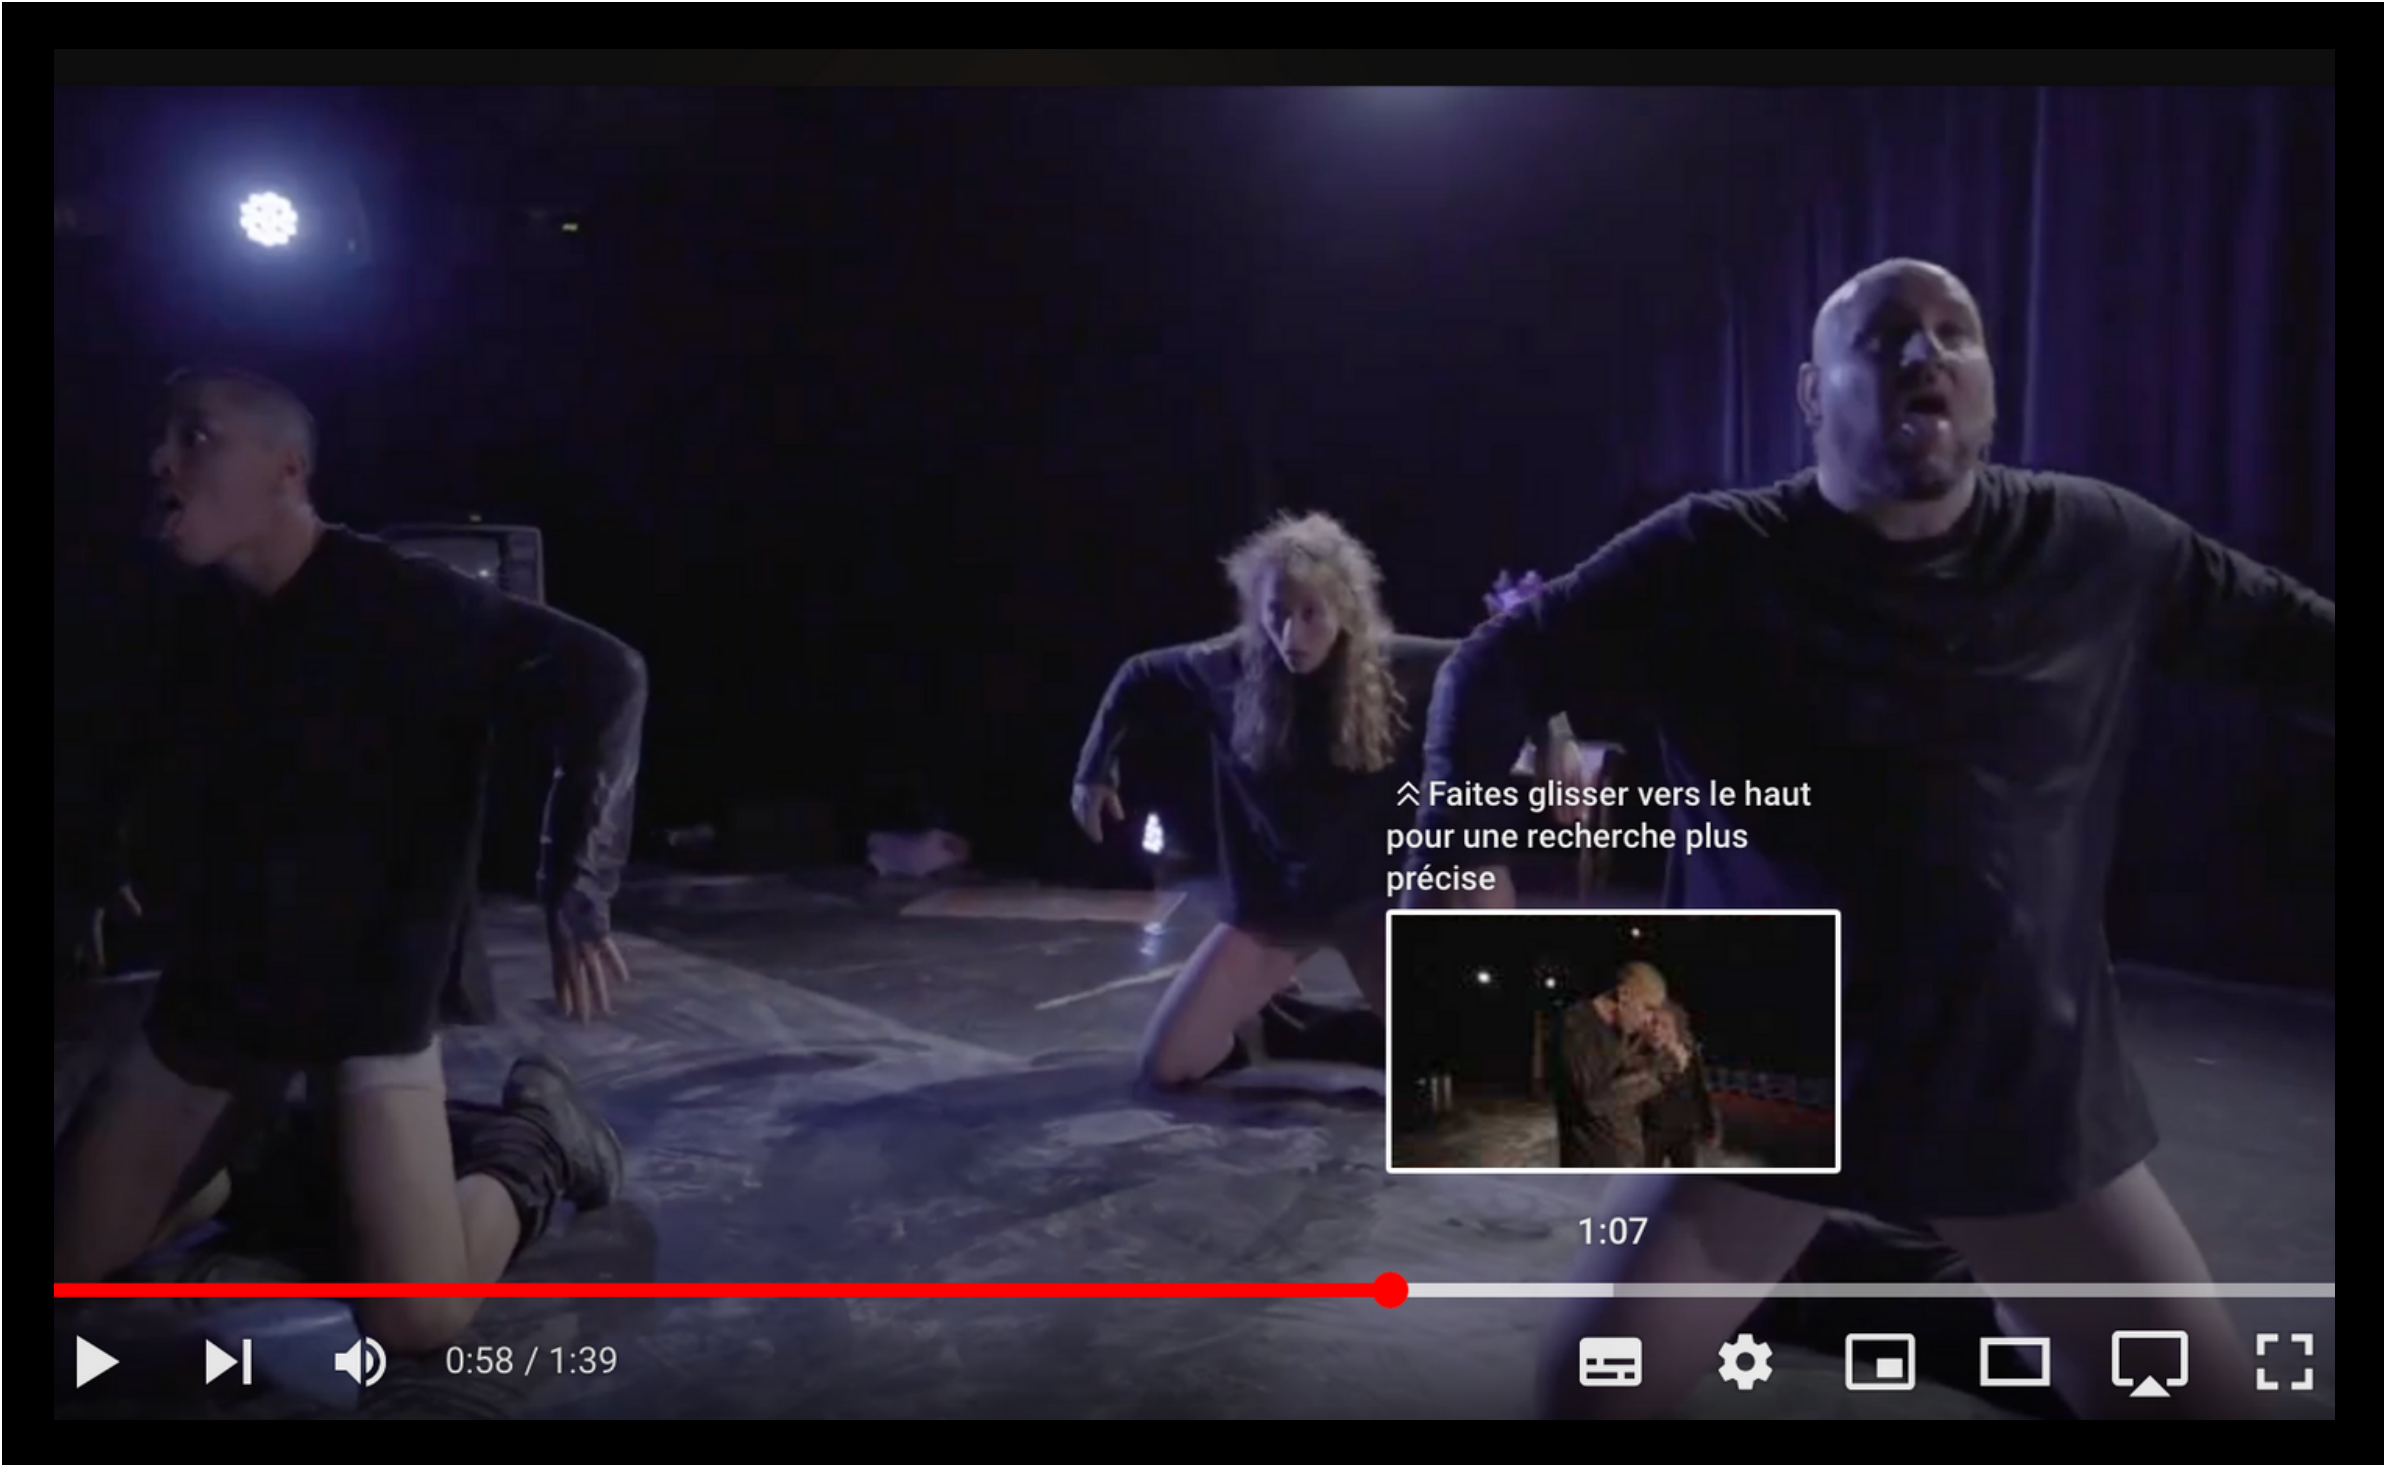 Faites glisser vers le haut
pour une recherche plus
précise
1:07
0:58 / 1:39